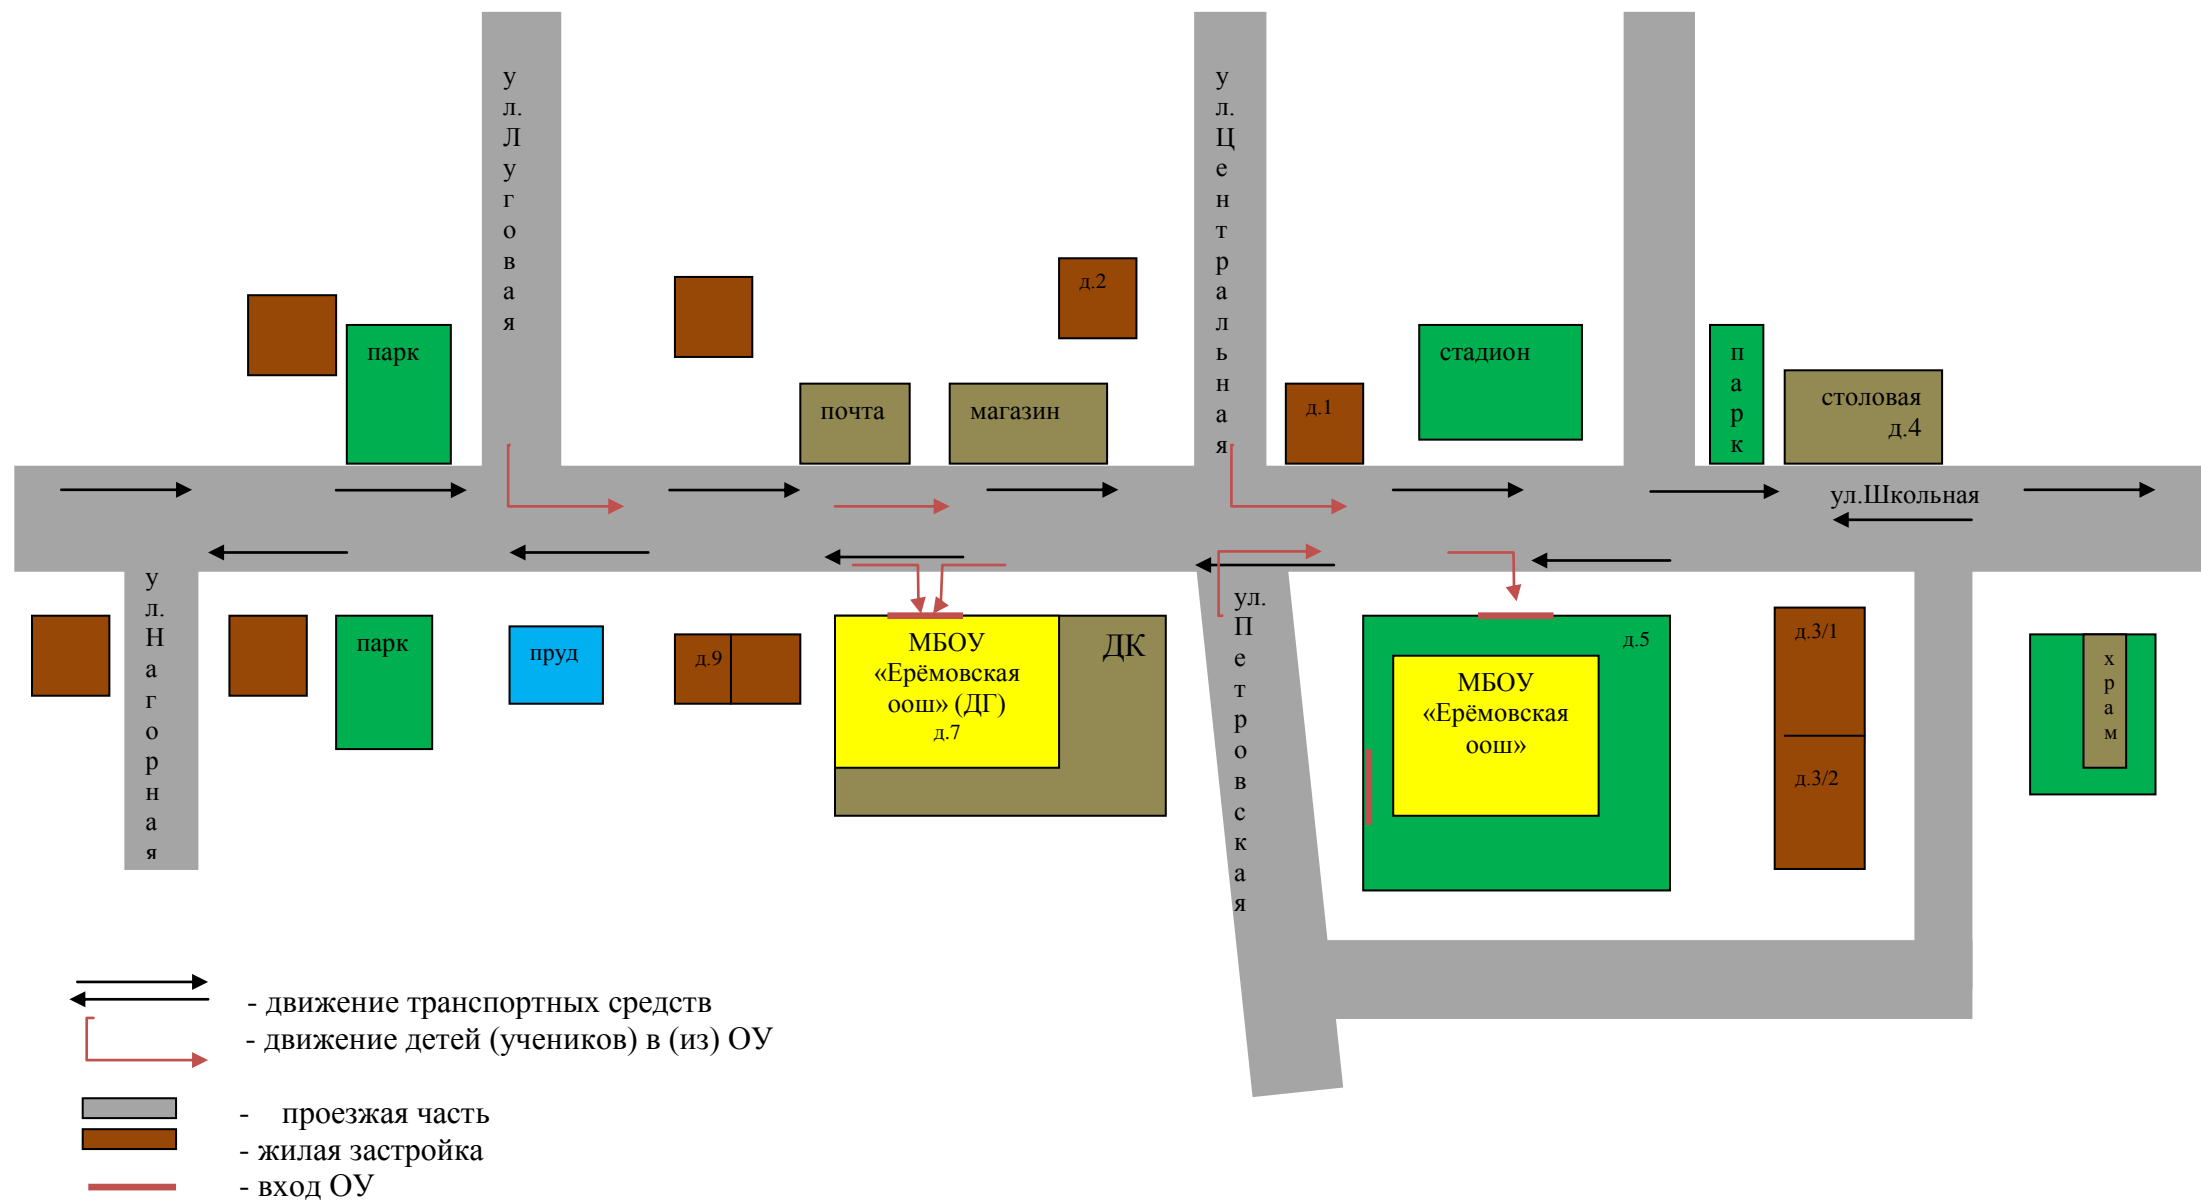 ул.Луговая
ул.Центральная
д.2
парк
стадион
парк
почта
магазин
д.1
столовая
д.4
ул.Школьная
ул.Нагорная
парк
пруд
д.9
МБОУ
«Ерёмовская
оош» (ДГ)
д.7
ДК
ул.Петровская
д.5
МБОУ
«Ерёмовская
оош»
д.3/1
д.3/2
храм
- движение транспортных средств
- движение детей (учеников) в (из) ОУ
- проезжая часть
- жилая застройка
- вход ОУ